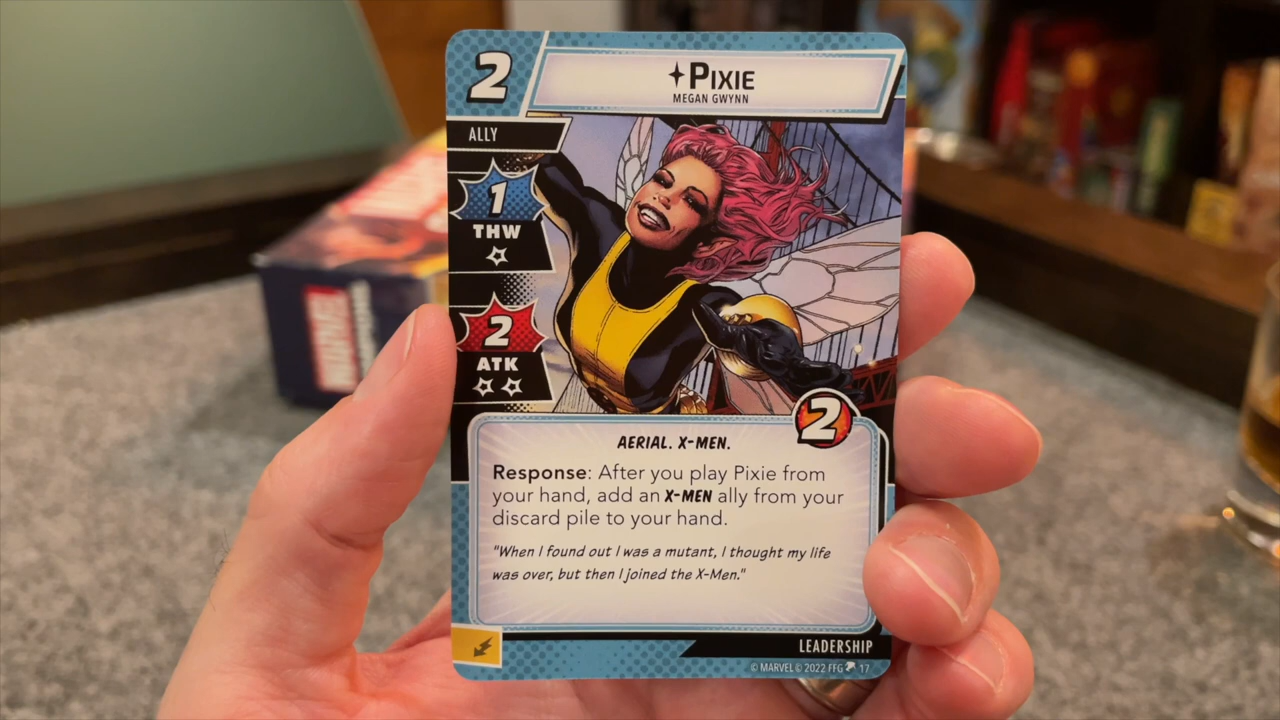 2
PIXIE
MEGAN GWYNN
ALLY
1
THW
2
ATK
2
AERIAL. X-MEN.
Response: After you play Pixie from
your hand, add an X-MEN ally from your
discard pile to your hand.
"When I found out I was a mutant, I thought my life
was over, but then I joined the X-Men."
LEADERSHIP
© MARVEL © 2022 FFG 17
MARVEL